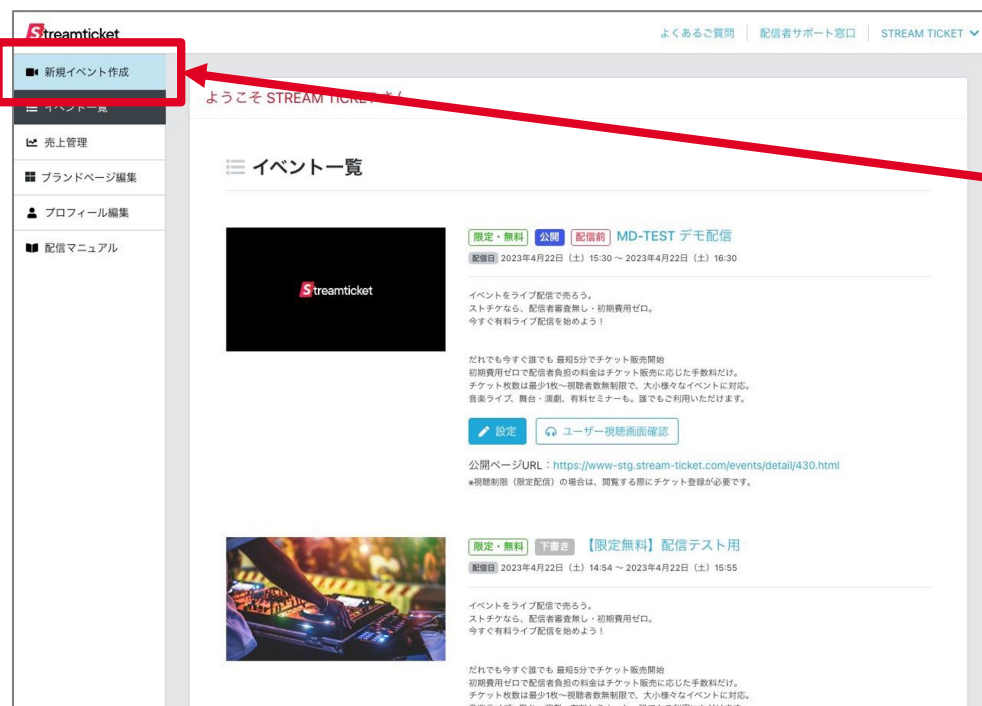 Streamticket
よくあるご質問 配信者サポート窓口 STREAM TICKET
新規イベント作成
イベント一覧
売上管理
ブランドページ編集
プロフィール編集
配信マニュアル
ようこそ STREAM TICKET さん
イベント一覧
限定・無料 公開 配信前 MD-TEST デモ配信
配信日 2023年4月22日（土）15:30 ～ 2023年4月22日（土）16:30
Streamticket
イベントをライブ配信で売ろう。
ストチケなら、配信者審査無し・初期費用ゼロ。
今すぐ有料ライブ配信を始めよう！
だれでも今すぐ誰でも 最短5分でチケット販売開始
初期費用ゼロで配信者負担の料金はチケット販売に応じた手数料だけ。
チケット枚数は最少1枚～視聴者数無制限で、大小様々なイベントに対応。
音楽ライブ、舞台・演劇、有料セミナーも。誰でもご利用いただけます。
設定 ユーザー視聴画面確認
公開ページURL：https://www-stg.stream-ticket.com/events/detail/430.html
※視聴制限（限定配信）の場合は、閲覧する際にチケット登録が必要です。
限定・無料 下書き 【限定無料】配信テスト用
配信日 2023年4月22日（土）14:54 ～ 2023年4月22日（土）15:55
イベントをライブ配信で売ろう。
ストチケなら、配信者審査無し・初期費用ゼロ。
今すぐ有料ライブ配信を始めよう！
だれでも今すぐ誰でも 最短5分でチケット販売開始
初期費用ゼロで配信者負担の料金はチケット販売に応じた手数料だけ。
チケット枚数は最少1枚～視聴者数無制限で、大小様々なイベントに対応。